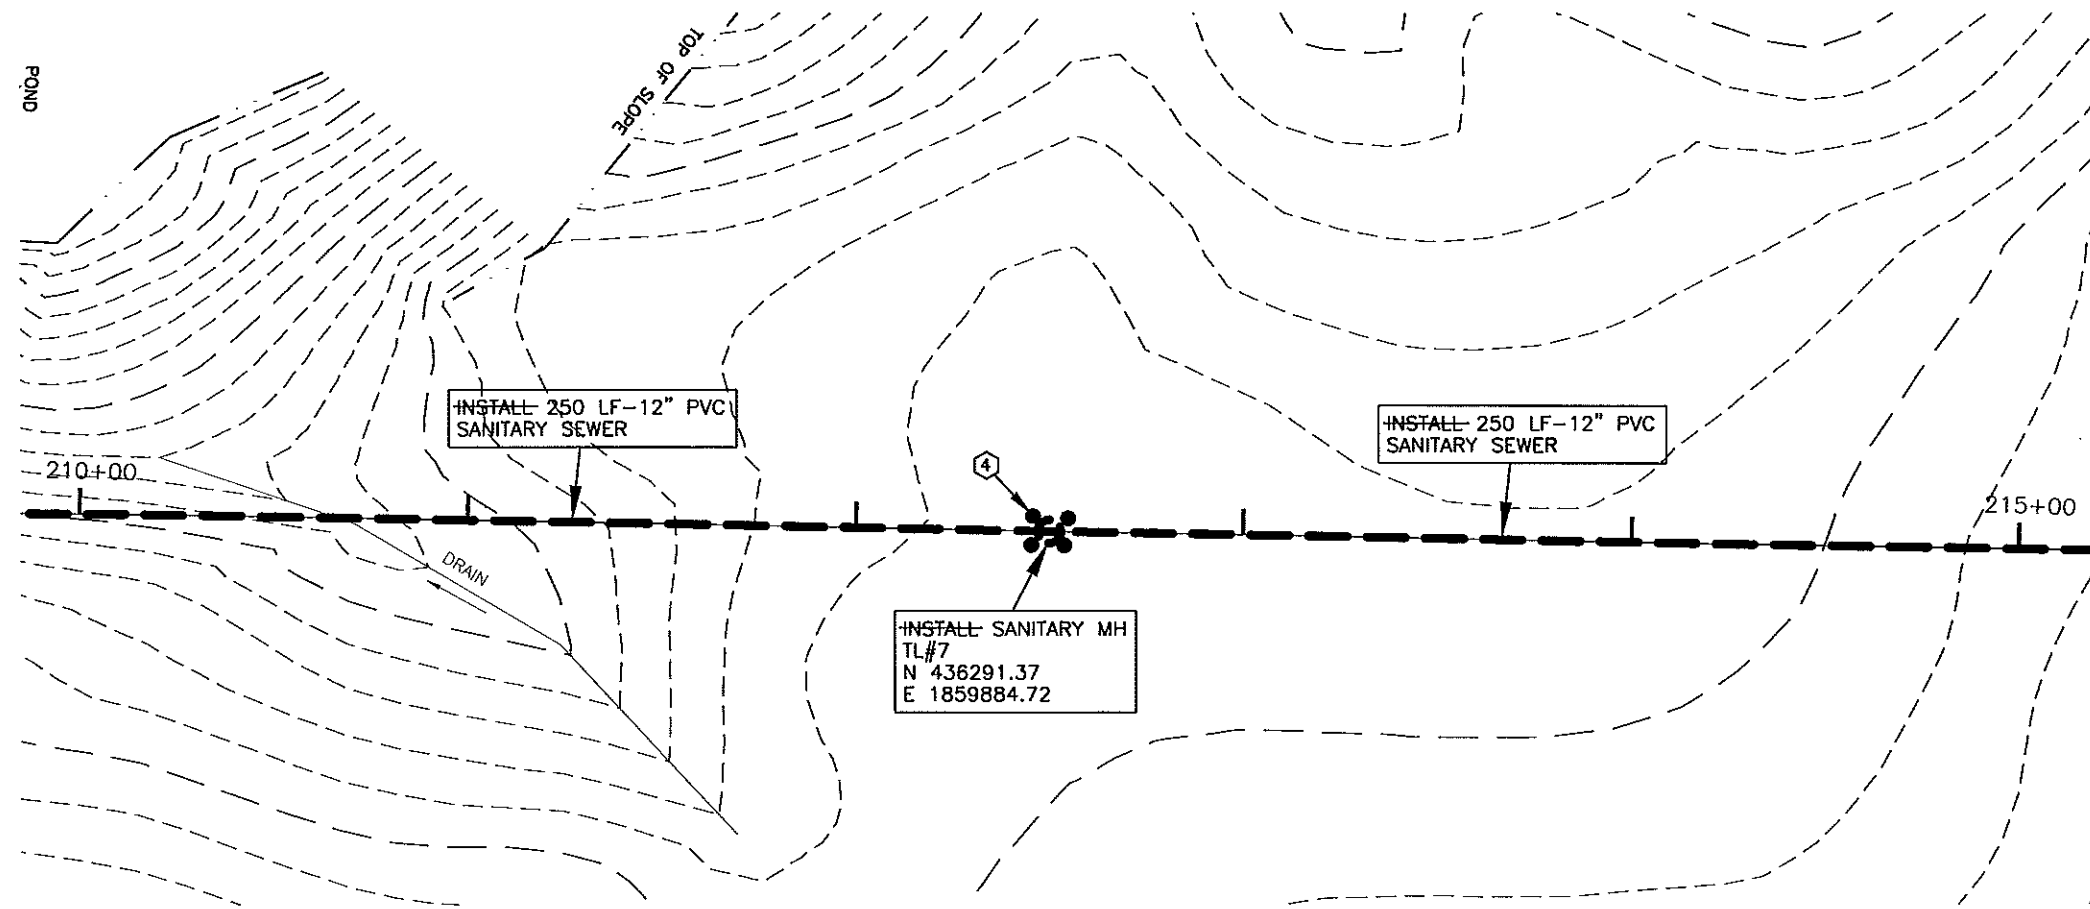 POND
TOP OF SLOPE
INSTALL 250 LF-12" PVC
SANITARY SEWER
INSTALL 250 LF-12" PVC
SANITARY SEWER
210+00
4
215+00
DRAIN
INSTALL SANITARY MH
TL#7
N 436291.37
E 1859884.72